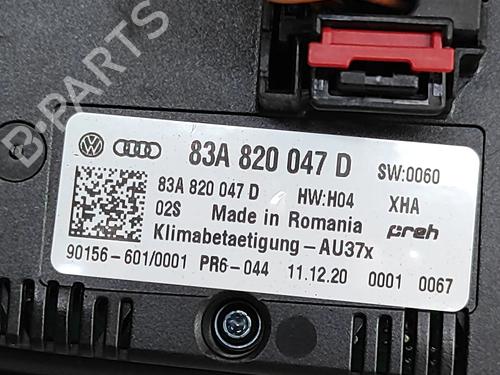 B-PARTS
83A 820 047 D SW:0060
83A 820 047 D HW:H04 XHA
02S Made in Romania preh
Klimabetaetigung-AU37x
90156-601/0001 PR6-044 11.12.20 0001 0067